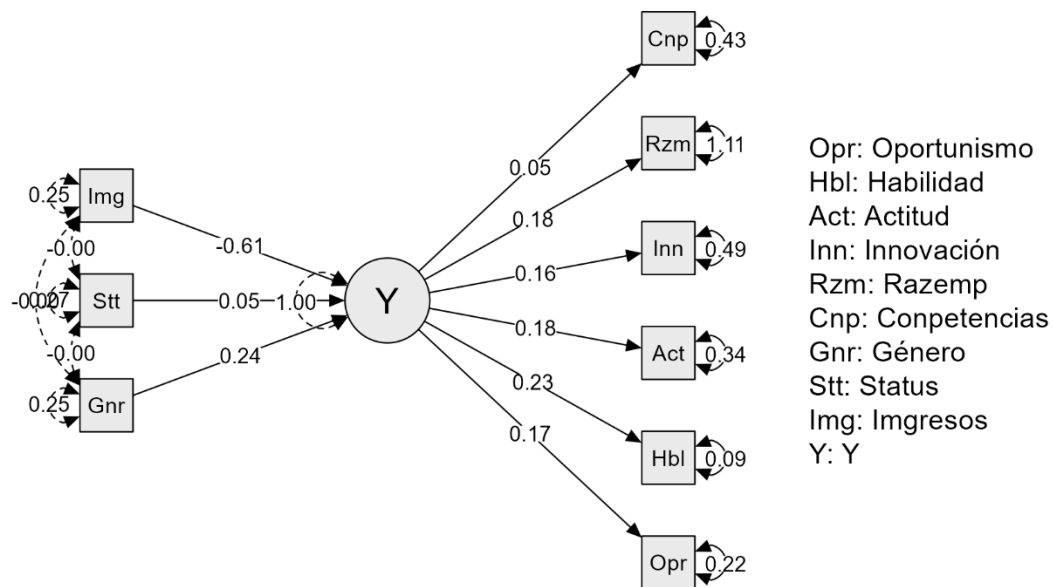 Cnp
0.43
Rzm
1.11
0.05
0.18
Img
0.25
-0.61
Inn
0.49
0.16
-0.00
Stt
0.05
1.00
Y
-0.00
0.24
0.18
Act
0.34
0.23
Gnr
0.25
0.17
Hbl
0.09
Opr
0.22
Opr: Oportunismo
Hbl: Habilidad
Act: Actitud
Inn: Innovación
Rzm: Razemp
Cnp: Conpetencias
Gnr: Género
Stt: Status
Img: Imgresos
Y: Y